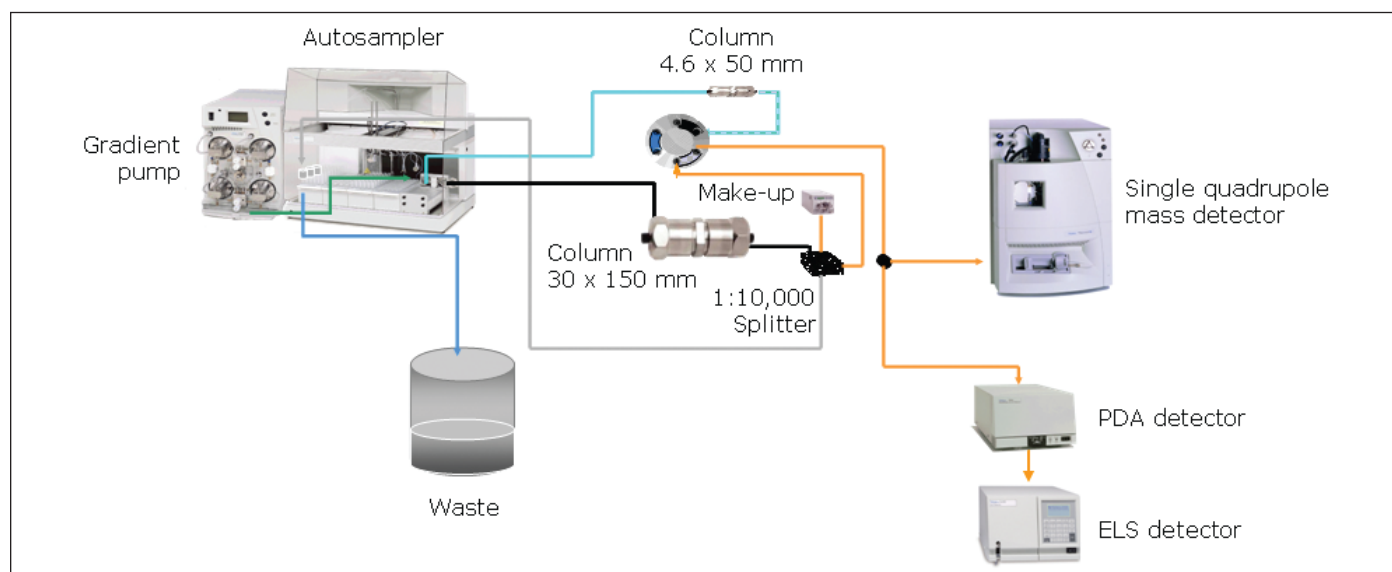 Autosampler
Column
4.6 x 50 mm
Gradient
pump
Make-up
Single quadrupole
mass detector
Column
30 x 150 mm
1:10,000
Splitter
PDA detector
Waste
ELS detector